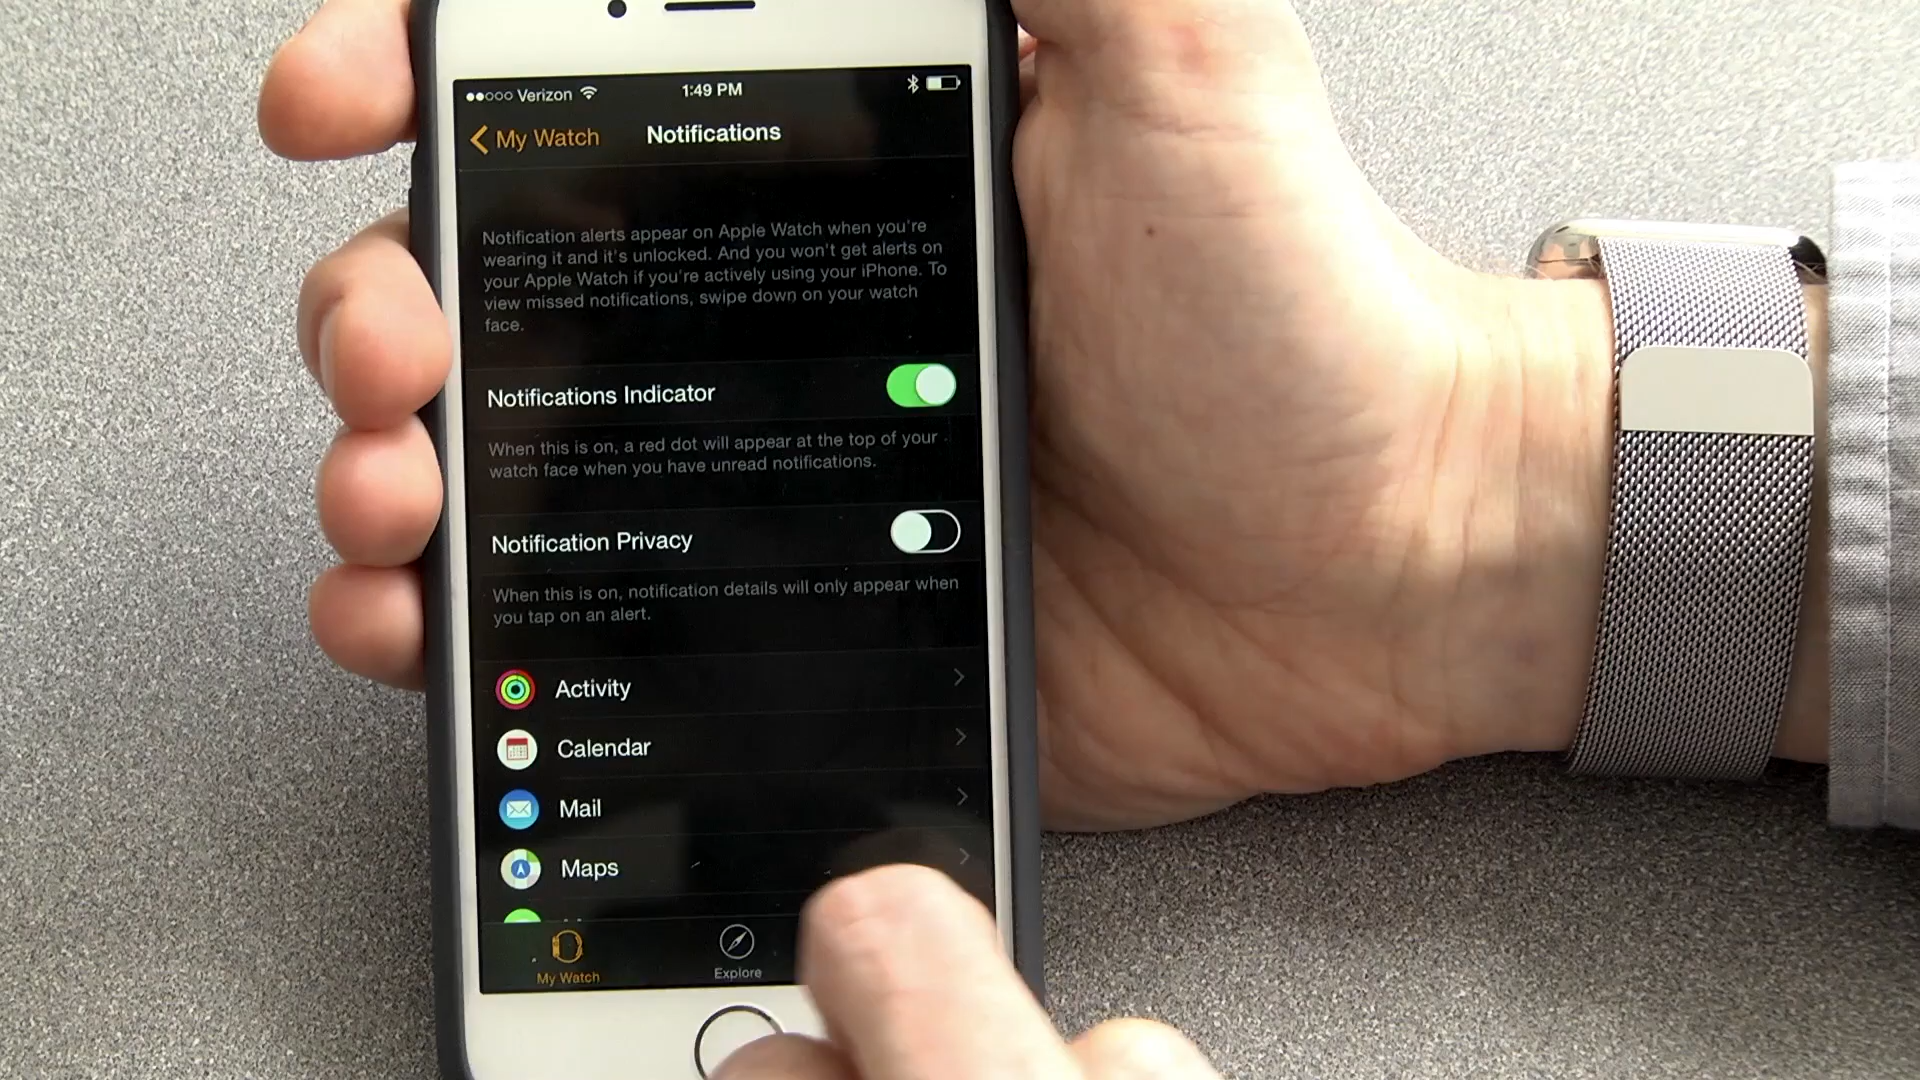 Verizon 1:49 PM
My Watch Notifications
Notification alerts appear on Apple Watch when you're
wearing it and it's unlocked. And you won't get alerts on
your Apple Watch if you're actively using your iPhone. To
view missed notifications, swipe down on your watch
face.
Notifications Indicator
When this is on, a red dot will appear at the top of your
watch face when you have unread notifications.
Notification Privacy
When this is on, notification details will only appear when
you tap on an alert.
Activity
Calendar
Mail
Maps
My Watch Explore